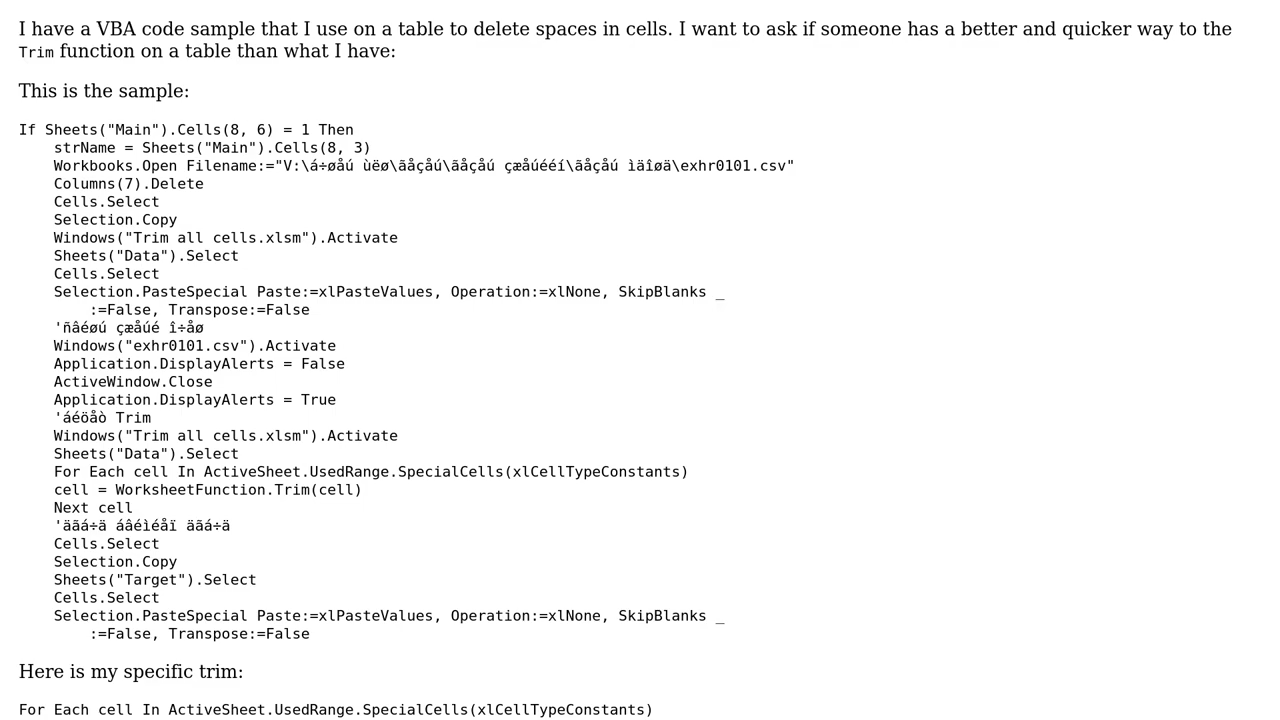 I have a VBA code sample that I use on a table to delete spaces in cells. I want to ask if someone has a better and quicker way to the
Trim function on a table than what I have:
This is the sample:
If Sheets("Main").Cells(8, 6) = 1 Then
    strName = Sheets("Main").Cells(8, 3)
    Workbooks.Open Filename:="V:\á÷øåú ùëø\ãåçåú\ãåçåú çæåúééí\ãåçåú ìäîøä\exhr0101.csv"
    Columns(7).Delete
    Cells.Select
    Selection.Copy
    Windows("Trim all cells.xlsm").Activate
    Sheets("Data").Select
    Cells.Select
    Selection.PasteSpecial Paste:=xlPasteValues, Operation:=xlNone, SkipBlanks _
        :=False, Transpose:=False
    'ñâéøú çæåúé î÷åø
    Windows("exhr0101.csv").Activate
    Application.DisplayAlerts = False
    ActiveWindow.Close
    Application.DisplayAlerts = True
    'áéöåò Trim
    Windows("Trim all cells.xlsm").Activate
    Sheets("Data").Select
    For Each cell In ActiveSheet.UsedRange.SpecialCells(xlCellTypeConstants)
    cell = WorksheetFunction.Trim(cell)
    Next cell
    'äãá÷ä áâéìéåï äãá÷ä
    Cells.Select
    Selection.Copy
    Sheets("Target").Select
    Cells.Select
    Selection.PasteSpecial Paste:=xlPasteValues, Operation:=xlNone, SkipBlanks _
        :=False, Transpose:=False
Here is my specific trim:
For Each cell In ActiveSheet.UsedRange.SpecialCells(xlCellTypeConstants)